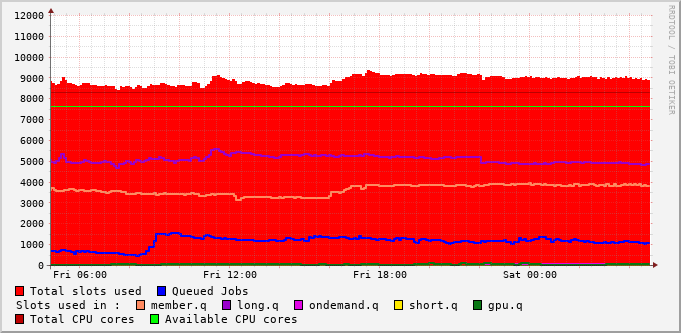 RRDTOOL / TOBI OETIKER
12000
11000
10000
9000
8000
7000
6000
5000
4000
3000
2000
1000
0
Fri 06:00 Fri 12:00 Fri 18:00 Sat 00:00
Total slots used Queued Jobs
Slots used in : member.q long.q ondemand.q short.q gpu.q
Total CPU cores Available CPU cores